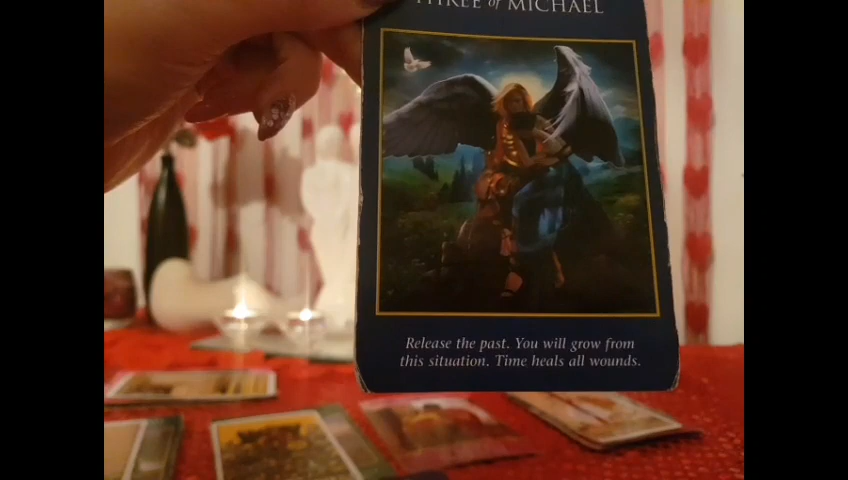 THREE of MICHAEL
Release the past. You will grow from
this situation. Time heals all wounds.